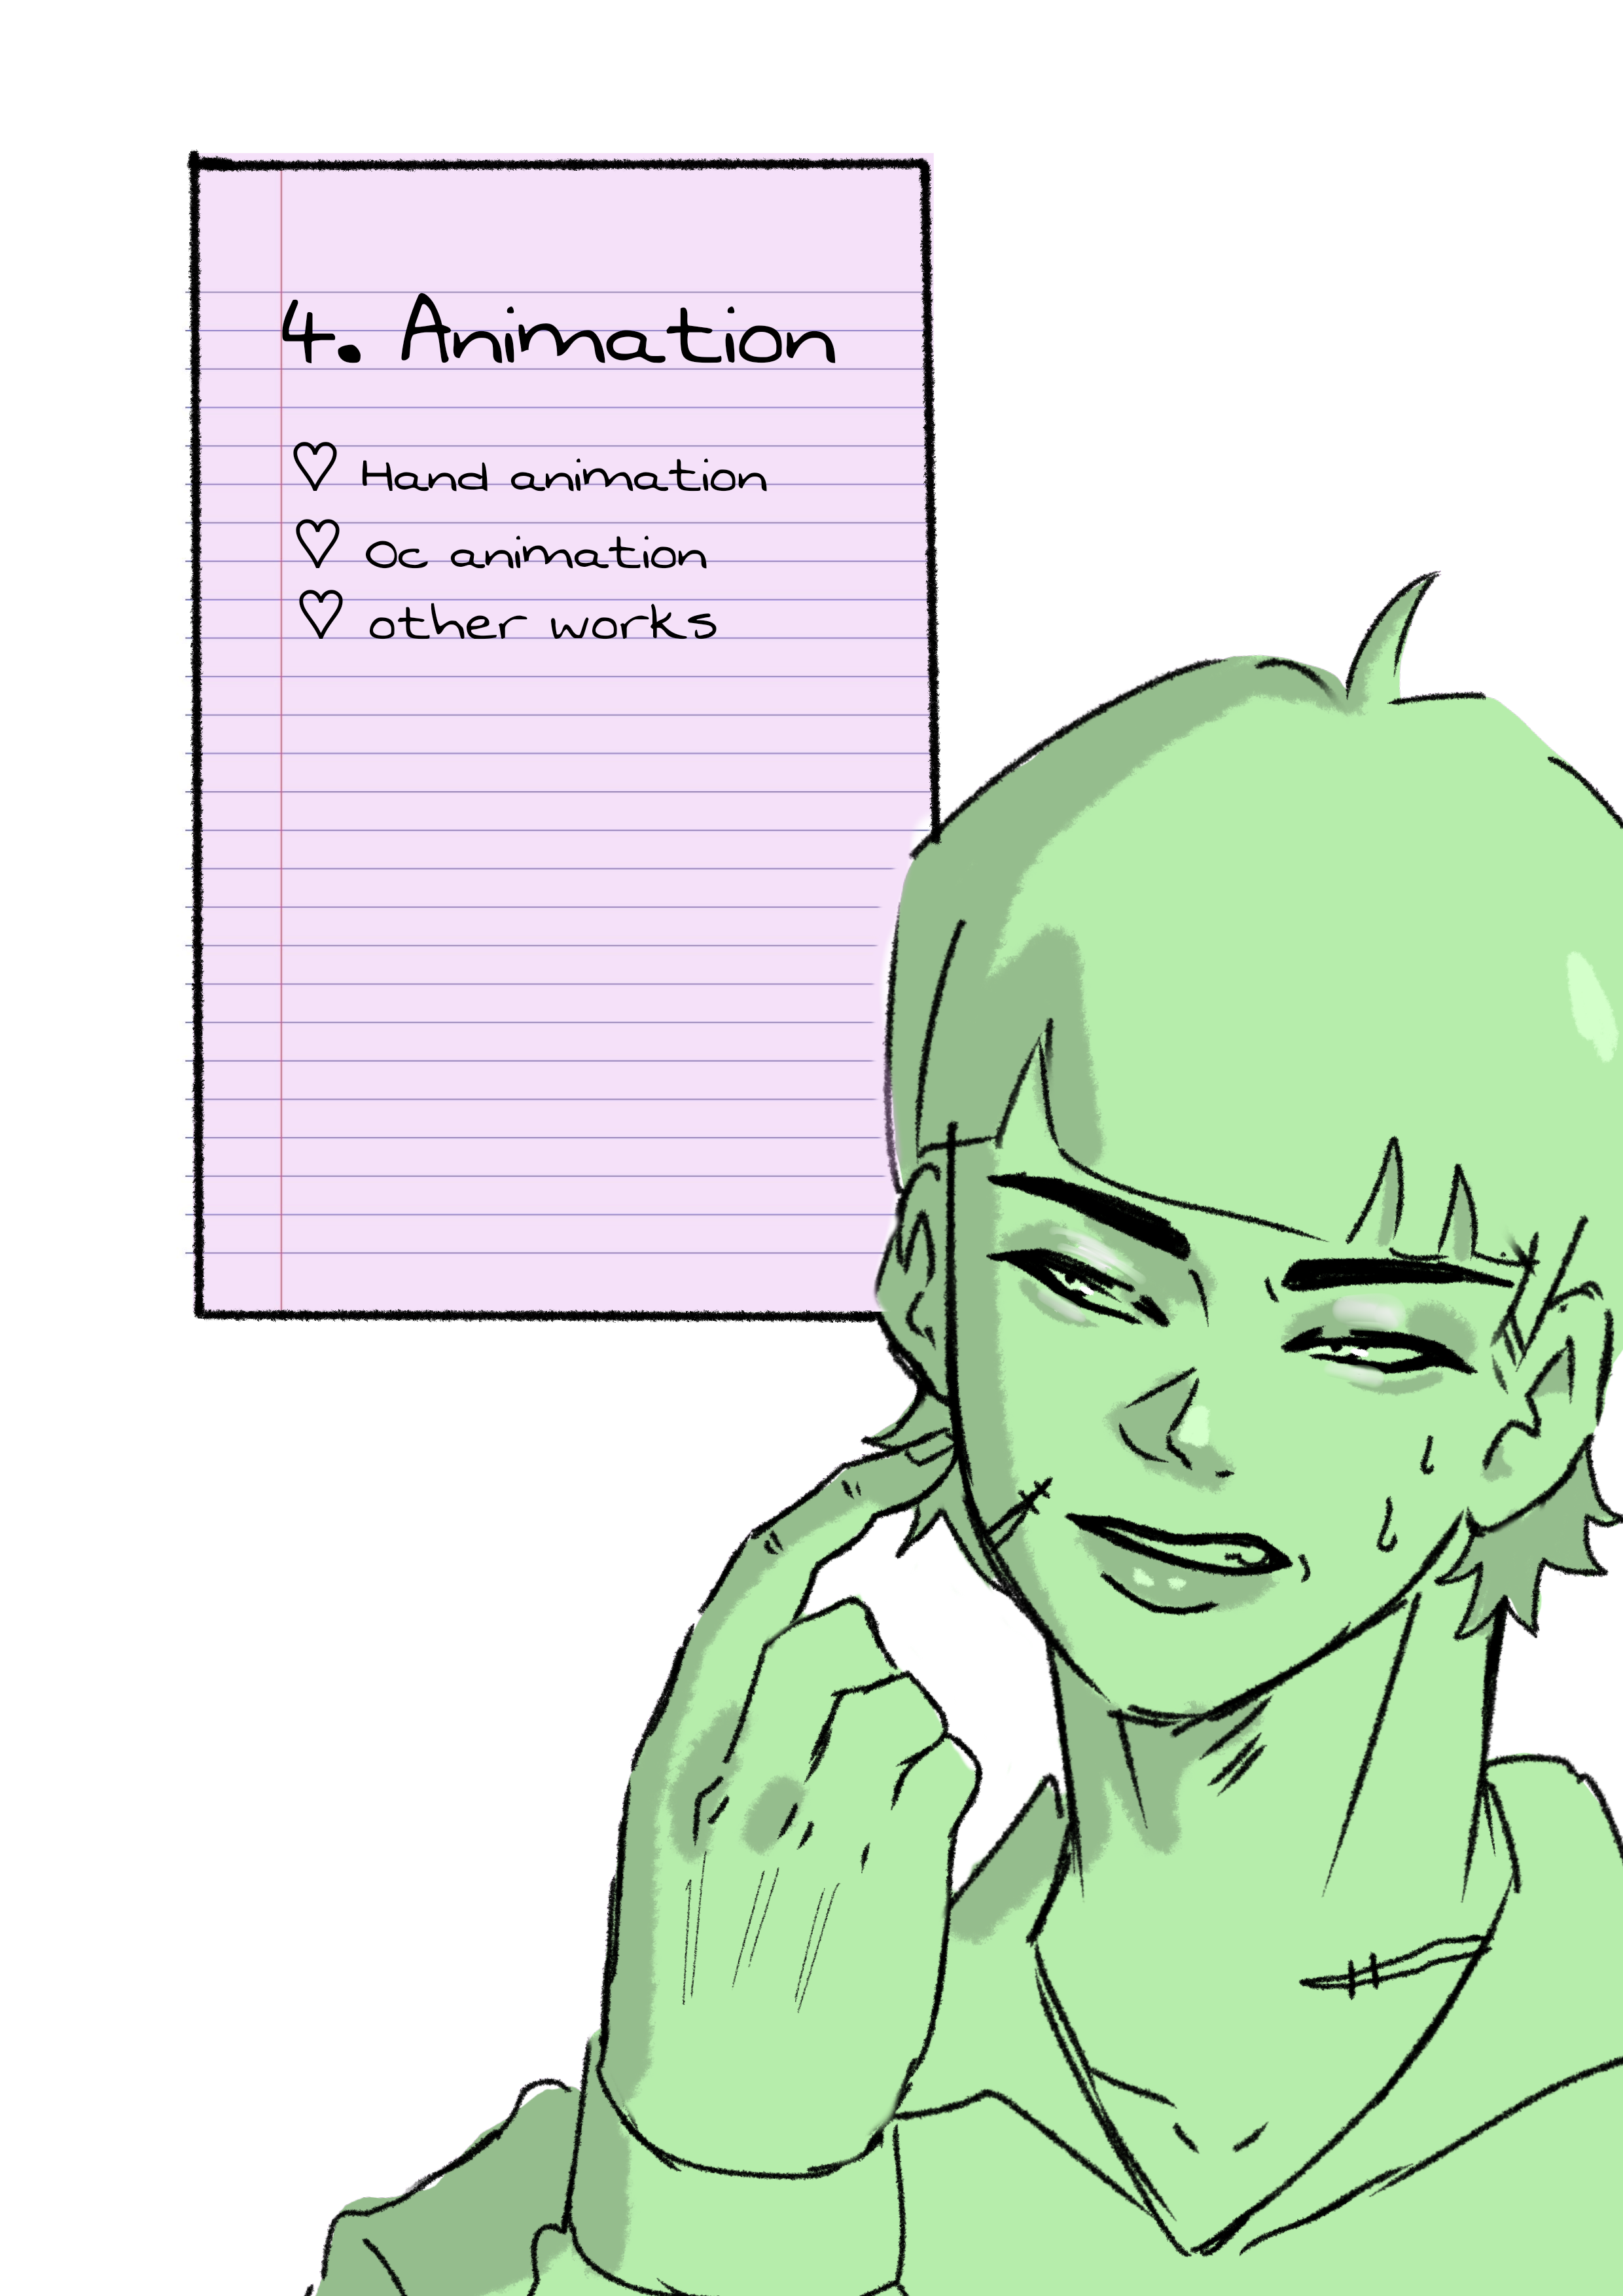 4. Animation
♡ Hand animation
♡ Oc animation
♡ other works